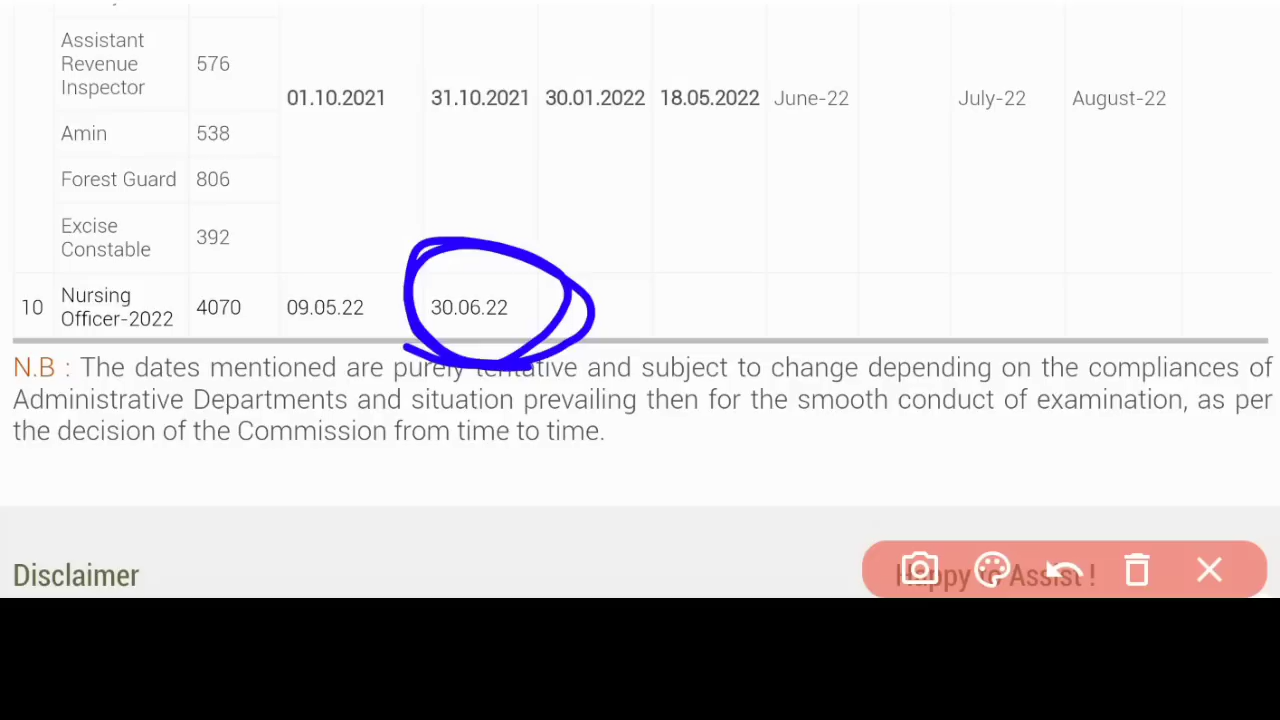 Assistant
Revenue
Inspector
576
01.10.2021
31.10.2021
30.01.2022
18.05.2022
June-22
July-22
August-22
Amin
538
Forest Guard
806
Excise
Constable
392
10
Nursing
Officer-2022
4070
09.05.22
30.06.22
N.B : The dates mentioned are purely tentative and subject to change depending on the compliances of
Administrative Departments and situation prevailing then for the smooth conduct of examination, as per
the decision of the Commission from time to time.
Disclaimer
Happy to Assist !